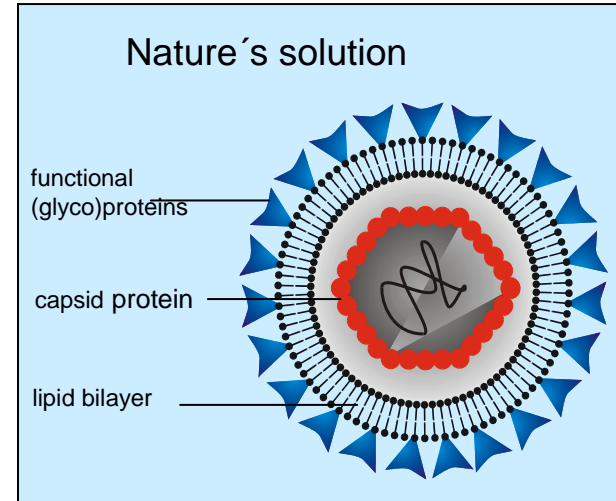 Nature´s solution
functional
(glyco)proteins
capsid protein
lipid bilayer